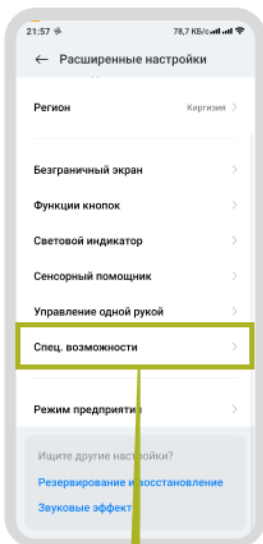 21:57 78,7 КБ/с
← Расширенные настройки
Регион Киргизия >
Безграничный экран >
Функции кнопок >
Световой индикатор >
Сенсорный помощник >
Управление одной рукой >
Спец. возможности >
Режим предприятия >
Ищите другие настройки?
Резервирование и восстановление
Звуковые эффект